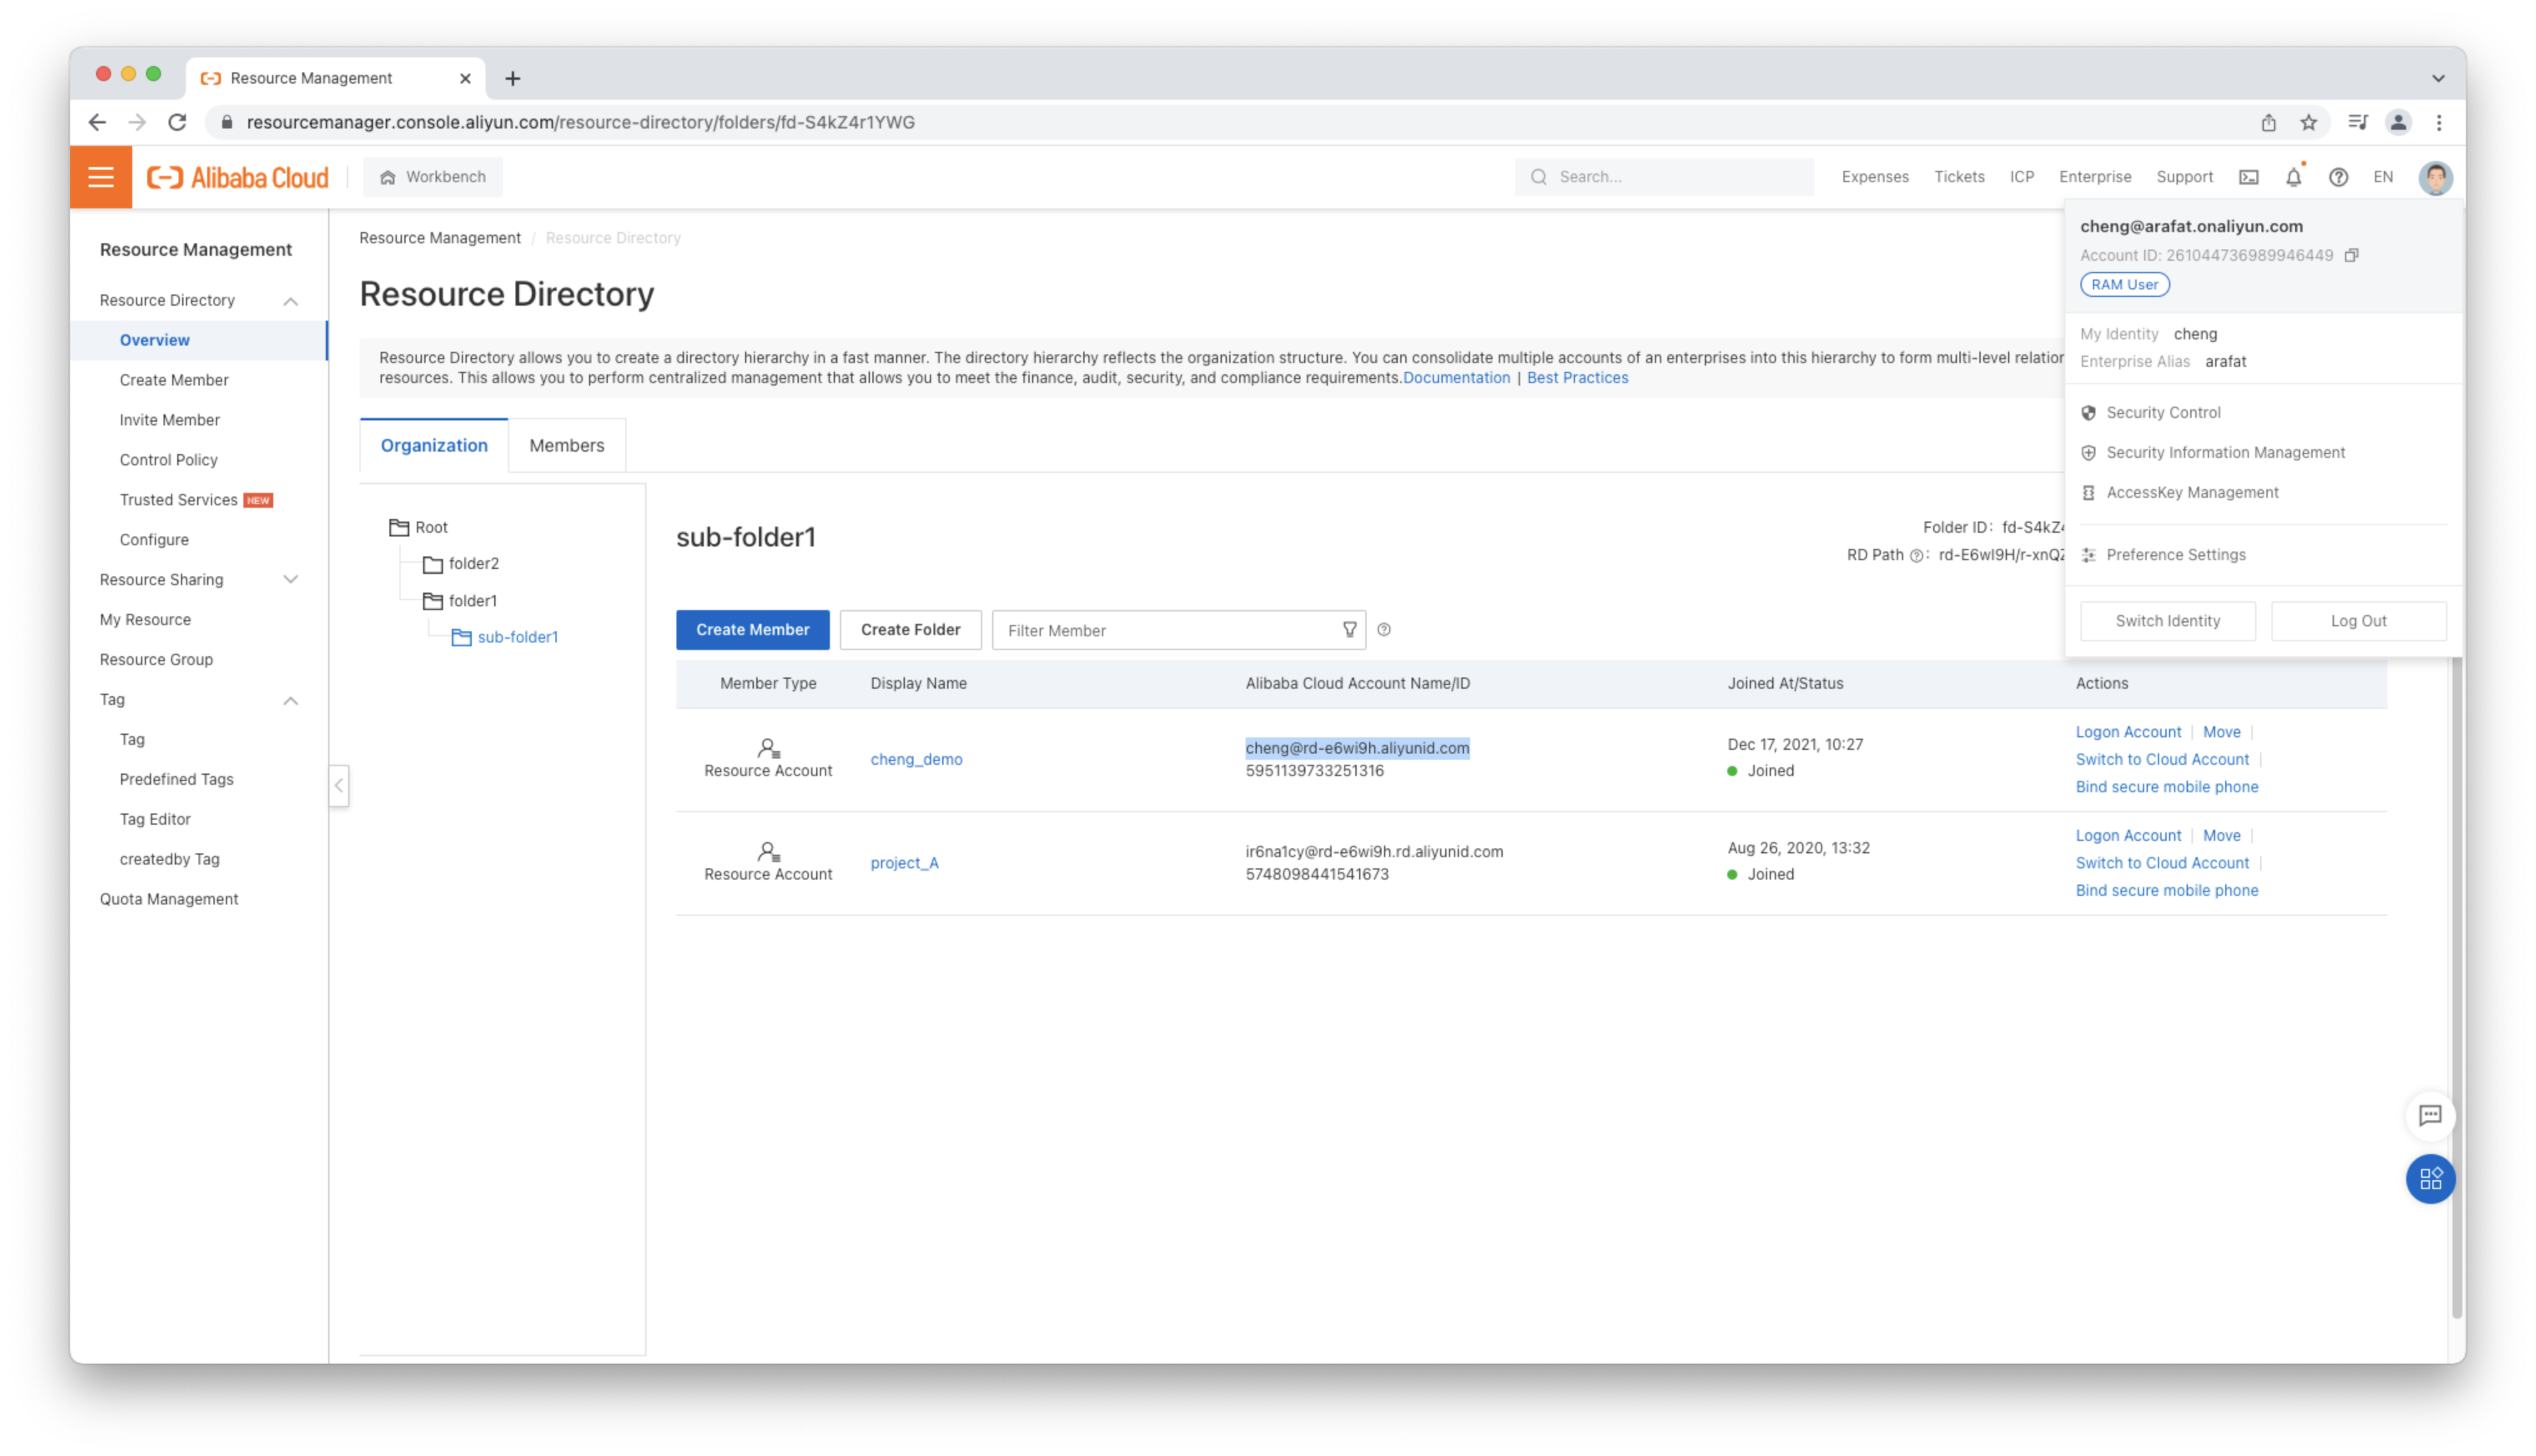 Resource Management
resourcemanager.console.aliyun.com/resource-directory/folders/fd-S4kZ4r1YWG
Alibaba Cloud
Workbench
Search...
Expenses
Tickets
ICP
Enterprise
Support
EN
Resource Management
Resource Directory
Overview
Create Member
Invite Member
Control Policy
Trusted Services NEW
Configure
Resource Sharing
My Resource
Resource Group
Tag
Tag
Predefined Tags
Tag Editor
createdby Tag
Quota Management
Resource Management / Resource Directory
Resource Directory
Resource Directory allows you to create a directory hierarchy in a fast manner. The directory hierarchy reflects the organization structure. You can consolidate multiple accounts of an enterprises into this hierarchy to form multi-level relation
resources. This allows you to perform centralized management that allows you to meet the finance, audit, security, and compliance requirements.Documentation | Best Practices
Organization
Members
Root
folder2
folder1
sub-folder1
sub-folder1
Folder ID: fd-S4kZ4
RD Path : rd-E6wI9H/r-xnQZ
Create Member
Create Folder
Filter Member
Member Type
Display Name
Alibaba Cloud Account Name/ID
Joined At/Status
Actions
Resource Account
cheng_demo
cheng@rd-e6wi9h.aliyunid.com
5951139733251316
Dec 17, 2021, 10:27
Joined
Logon Account | Move |
Switch to Cloud Account |
Bind secure mobile phone
Resource Account
project_A
ir6na1cy@rd-e6wi9h.rd.aliyunid.com
5748098441541673
Aug 26, 2020, 13:32
Joined
Logon Account | Move |
Switch to Cloud Account |
Bind secure mobile phone
cheng@arafat.onaliyun.com
Account ID: 261044736989946449
RAM User
My Identity cheng
Enterprise Alias arafat
Security Control
Security Information Management
AccessKey Management
Preference Settings
Switch Identity
Log Out